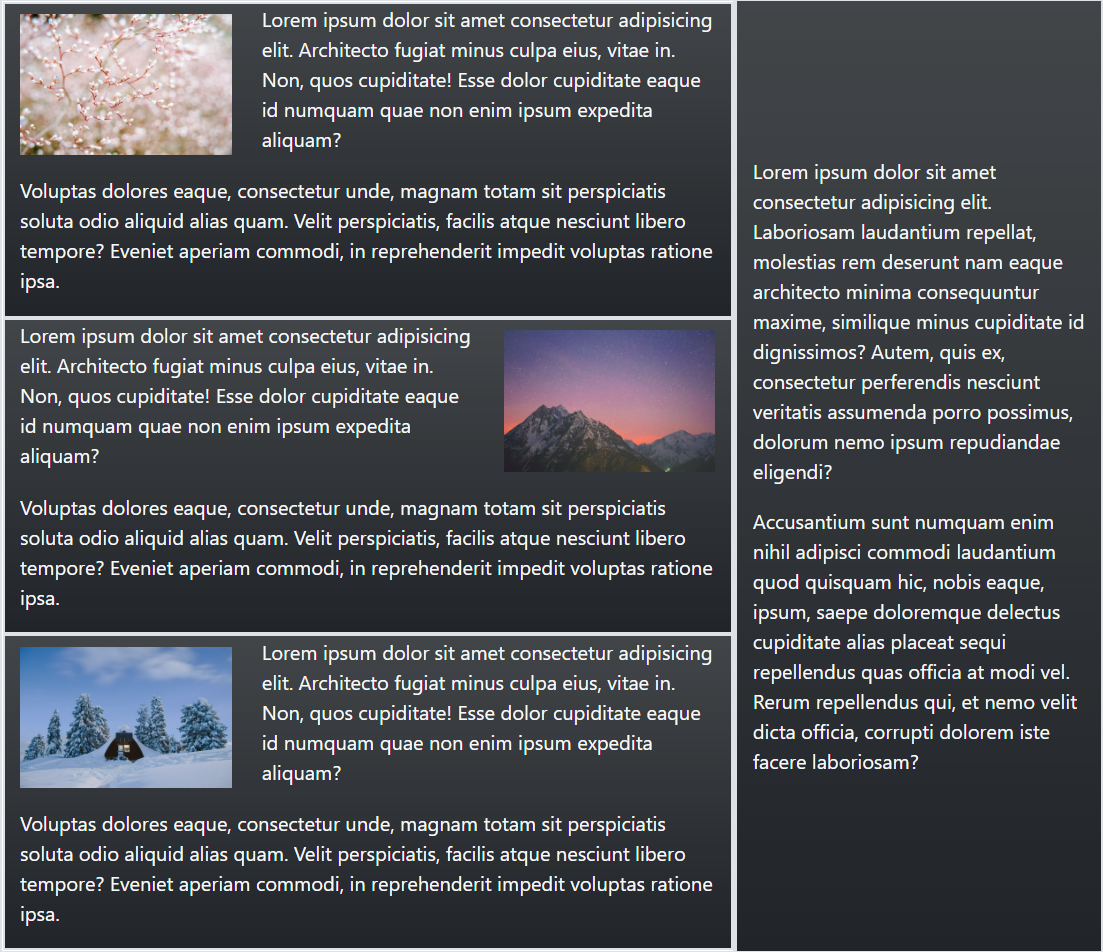 Lorem ipsum dolor sit amet consectetur adipisicing
elit. Architecto fugiat minus culpa eius, vitae in.
Non, quos cupiditate! Esse dolor cupiditate eaque
id numquam quae non enim ipsum expedita
aliquam?
Voluptas dolores eaque, consectetur unde, magnam totam sit perspiciatis
soluta odio aliquid alias quam. Velit perspiciatis, facilis atque nesciunt libero
tempore? Eveniet aperiam commodi, in reprehenderit impedit voluptas ratione
ipsa.
Lorem ipsum dolor sit amet consectetur adipisicing
elit. Architecto fugiat minus culpa eius, vitae in.
Non, quos cupiditate! Esse dolor cupiditate eaque
id numquam quae non enim ipsum expedita
aliquam?
Voluptas dolores eaque, consectetur unde, magnam totam sit perspiciatis
soluta odio aliquid alias quam. Velit perspiciatis, facilis atque nesciunt libero
tempore? Eveniet aperiam commodi, in reprehenderit impedit voluptas ratione
ipsa.
Lorem ipsum dolor sit amet consectetur adipisicing
elit. Architecto fugiat minus culpa eius, vitae in.
Non, quos cupiditate! Esse dolor cupiditate eaque
id numquam quae non enim ipsum expedita
aliquam?
Voluptas dolores eaque, consectetur unde, magnam totam sit perspiciatis
soluta odio aliquid alias quam. Velit perspiciatis, facilis atque nesciunt libero
tempore? Eveniet aperiam commodi, in reprehenderit impedit voluptas ratione
ipsa.
Lorem ipsum dolor sit amet
consectetur adipisicing elit.
Laboriosam laudantium repellat,
molestias rem deserunt nam eaque
architecto minima consequuntur
maxime, similique minus cupiditate id
dignissimos? Autem, quis ex,
consectetur perferendis nesciunt
veritatis assumenda porro possimus,
dolorum nemo ipsum repudiandae
eligendi?
Accusantium sunt numquam enim
nihil adipisci commodi laudantium
quod quisquam hic, nobis eaque,
ipsum, saepe doloremque delectus
cupiditate alias placeat sequi
repellendus quas officia at modi vel.
Rerum repellendus qui, et nemo velit
dicta officia, corrupti dolorem iste
facere laboriosam?